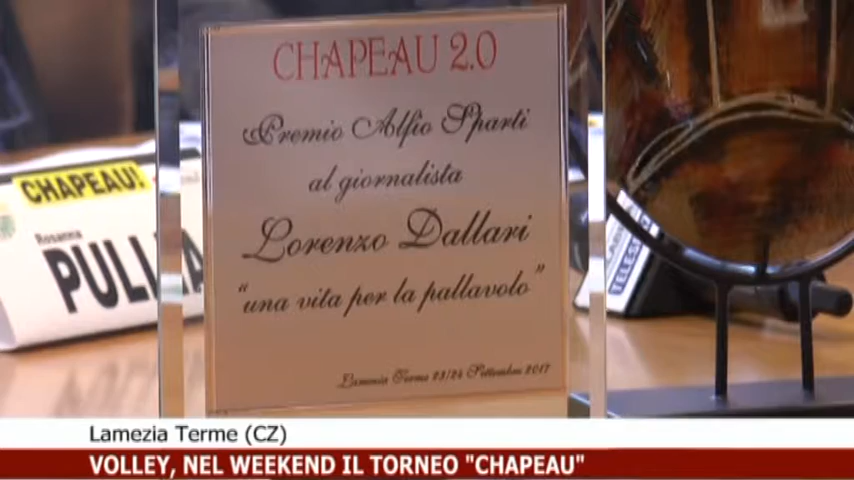 CHAPEAU 2.0
Premio Alfio Sparti
al giornalista
Lorenzo Dallari
"una vita per la pallavolo"
Lamezia Terme 23/24 Settembre 2017
CHAPEAU!
Rosanna
Lamezia Terme (CZ)
VOLLEY, NEL WEEKEND IL TORNEO "CHAPEAU"